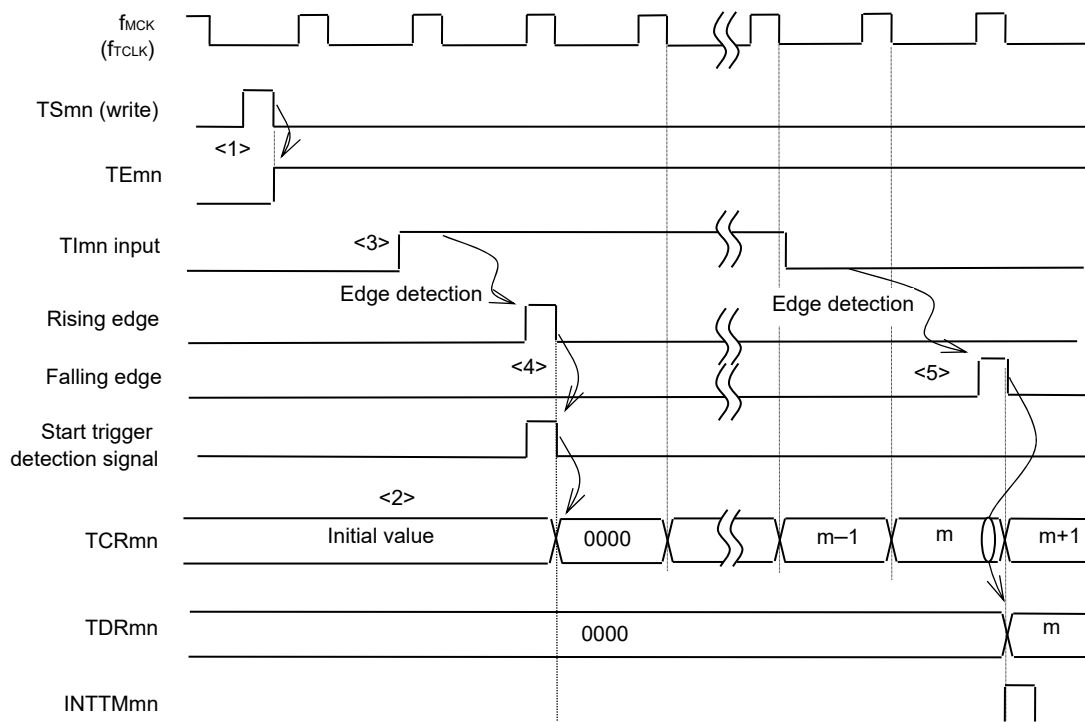 fMCK
(fTCLK)
TSmn (write)
<1>
TEmn
TImn input
<3>
Edge detection
Edge detection
Rising edge
<4>
<5>
Falling edge
Start trigger
detection signal
<2>
TCRmn
Initial value
0000
m–1
m
m+1
TDRmn
0000
m
INTTMmn